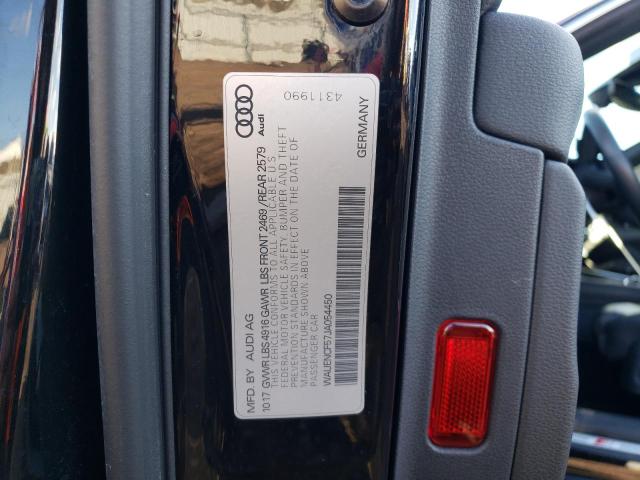 Audi
4311990
MFD. BY AUDI AG
GERMANY
10 17 GVWR LBS 4916 GAWR LBS FRONT 2469 /REAR 2579
THIS VEHICLE CONFORMS TO ALL APPLICABLE U S
FEDERAL MOTOR VEHICLE SAFETY, BUMPER AND THEFT
PREVENTION STANDARDS IN EFFECT ON THE DATE OF
MANUFACTURE SHOWN ABOVE
PASSENGER CAR
WAUENCF57JA054450